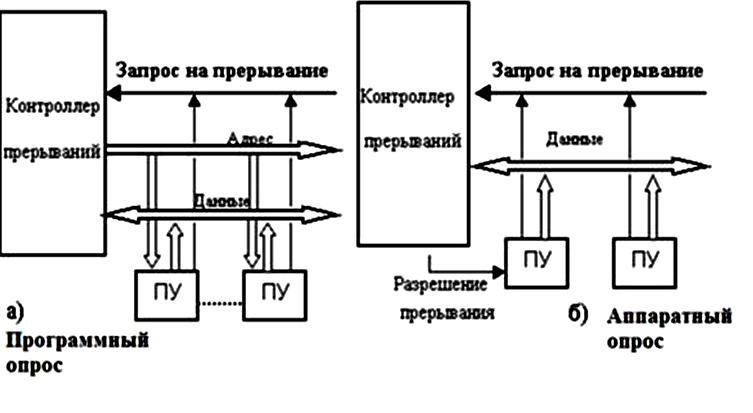 Запрос на прерывание
Контроллер
прерываний
Адрес
Данные
ПУ
ПУ
а)
Программный
опрос
Запрос на прерывание
Контроллер
прерываний
Данные
ПУ
ПУ
Разрешение
прерывания
б) Аппаратный
опрос